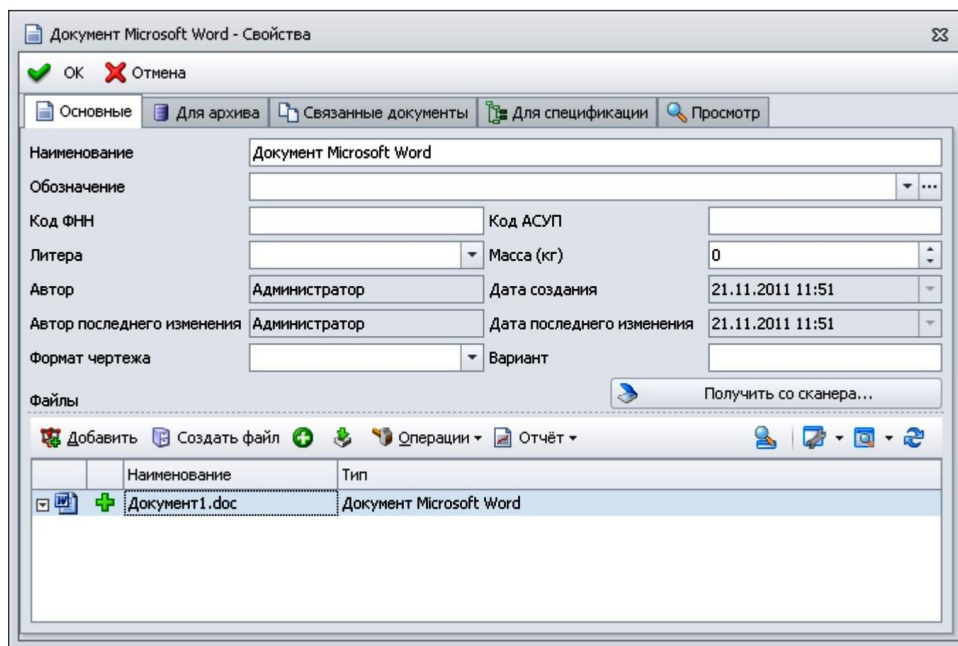 Документ Microsoft Word - Свойства
ОК Отмена
Основные Для архива Связанные документы Для спецификации Просмотр
Наименование Документ Microsoft Word
Обозначение
Код ФНН Код АСУП
Литера Масса (кг) 0
Автор Администратор Дата создания 21.11.2011 11:51
Автор последнего изменения Администратор Дата последнего изменения 21.11.2011 11:51
Формат чертежа Вариант
Файлы Получить со сканера...
Добавить Создать файл Операции Отчёт
Наименование Тип
Документ1.doc Документ Microsoft Word